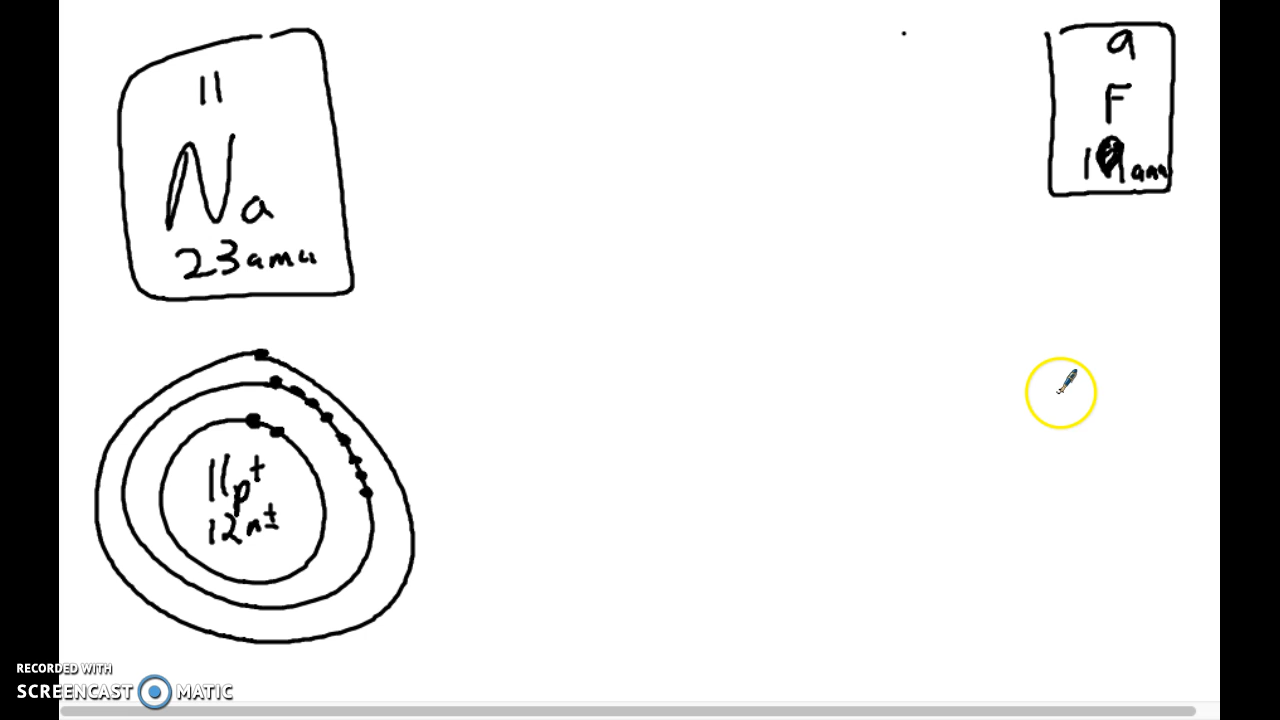 11
Na
23amu
9
F
19amu
11p+
12n±
RECORDED WITH
SCREENCAST MATIC